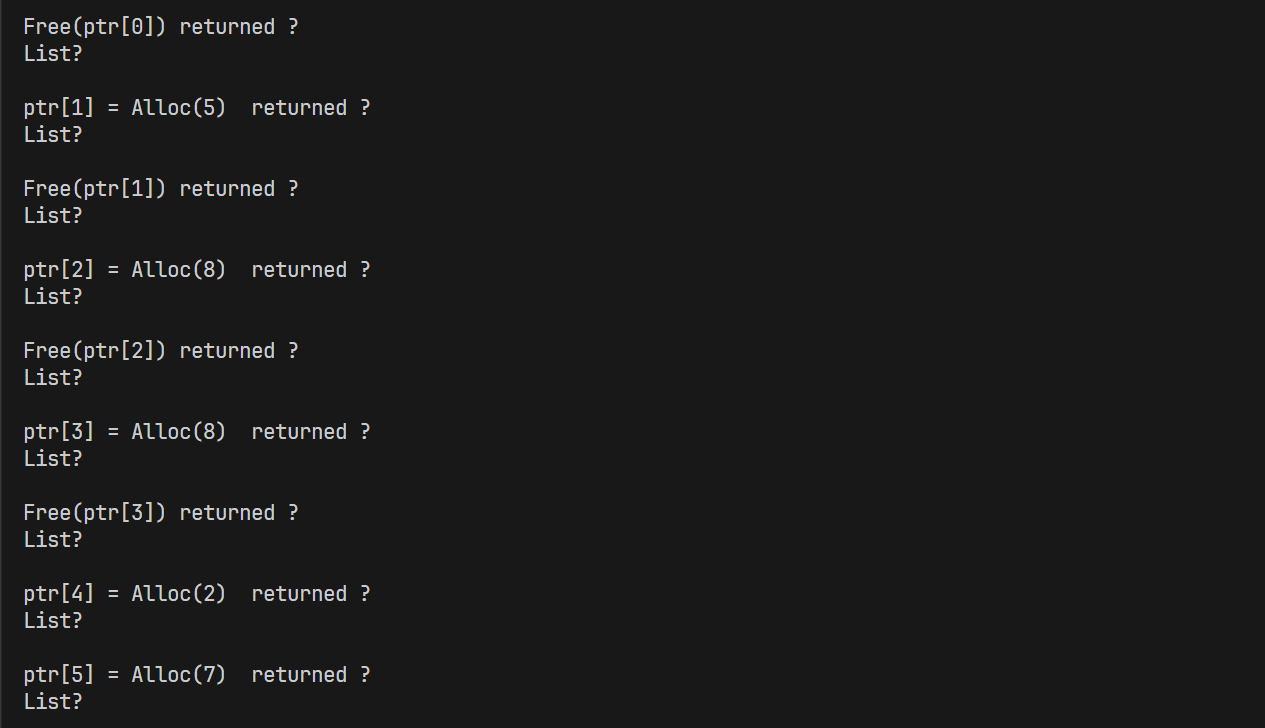 Free(ptr[0]) returned ?
List?

ptr[1] = Alloc(5)  returned ?
List?

Free(ptr[1]) returned ?
List?

ptr[2] = Alloc(8)  returned ?
List?

Free(ptr[2]) returned ?
List?

ptr[3] = Alloc(8)  returned ?
List?

Free(ptr[3]) returned ?
List?

ptr[4] = Alloc(2)  returned ?
List?

ptr[5] = Alloc(7)  returned ?
List?